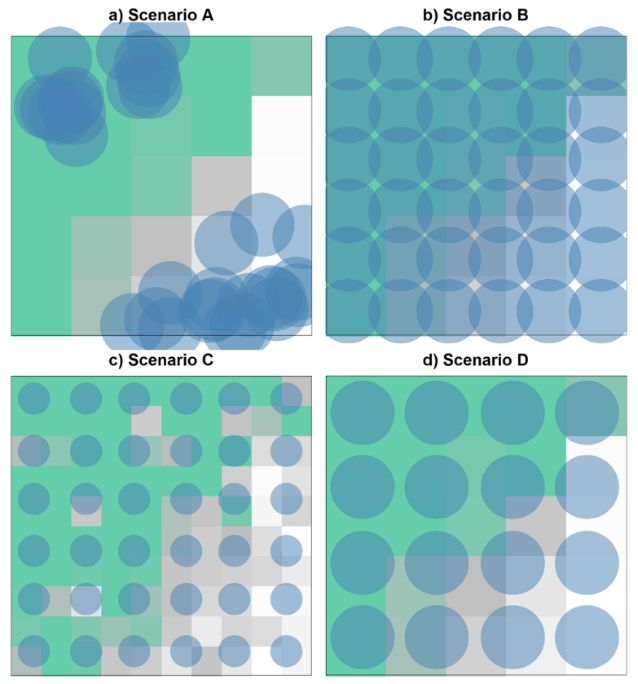 a) Scenario A
b) Scenario B
c) Scenario C
d) Scenario D